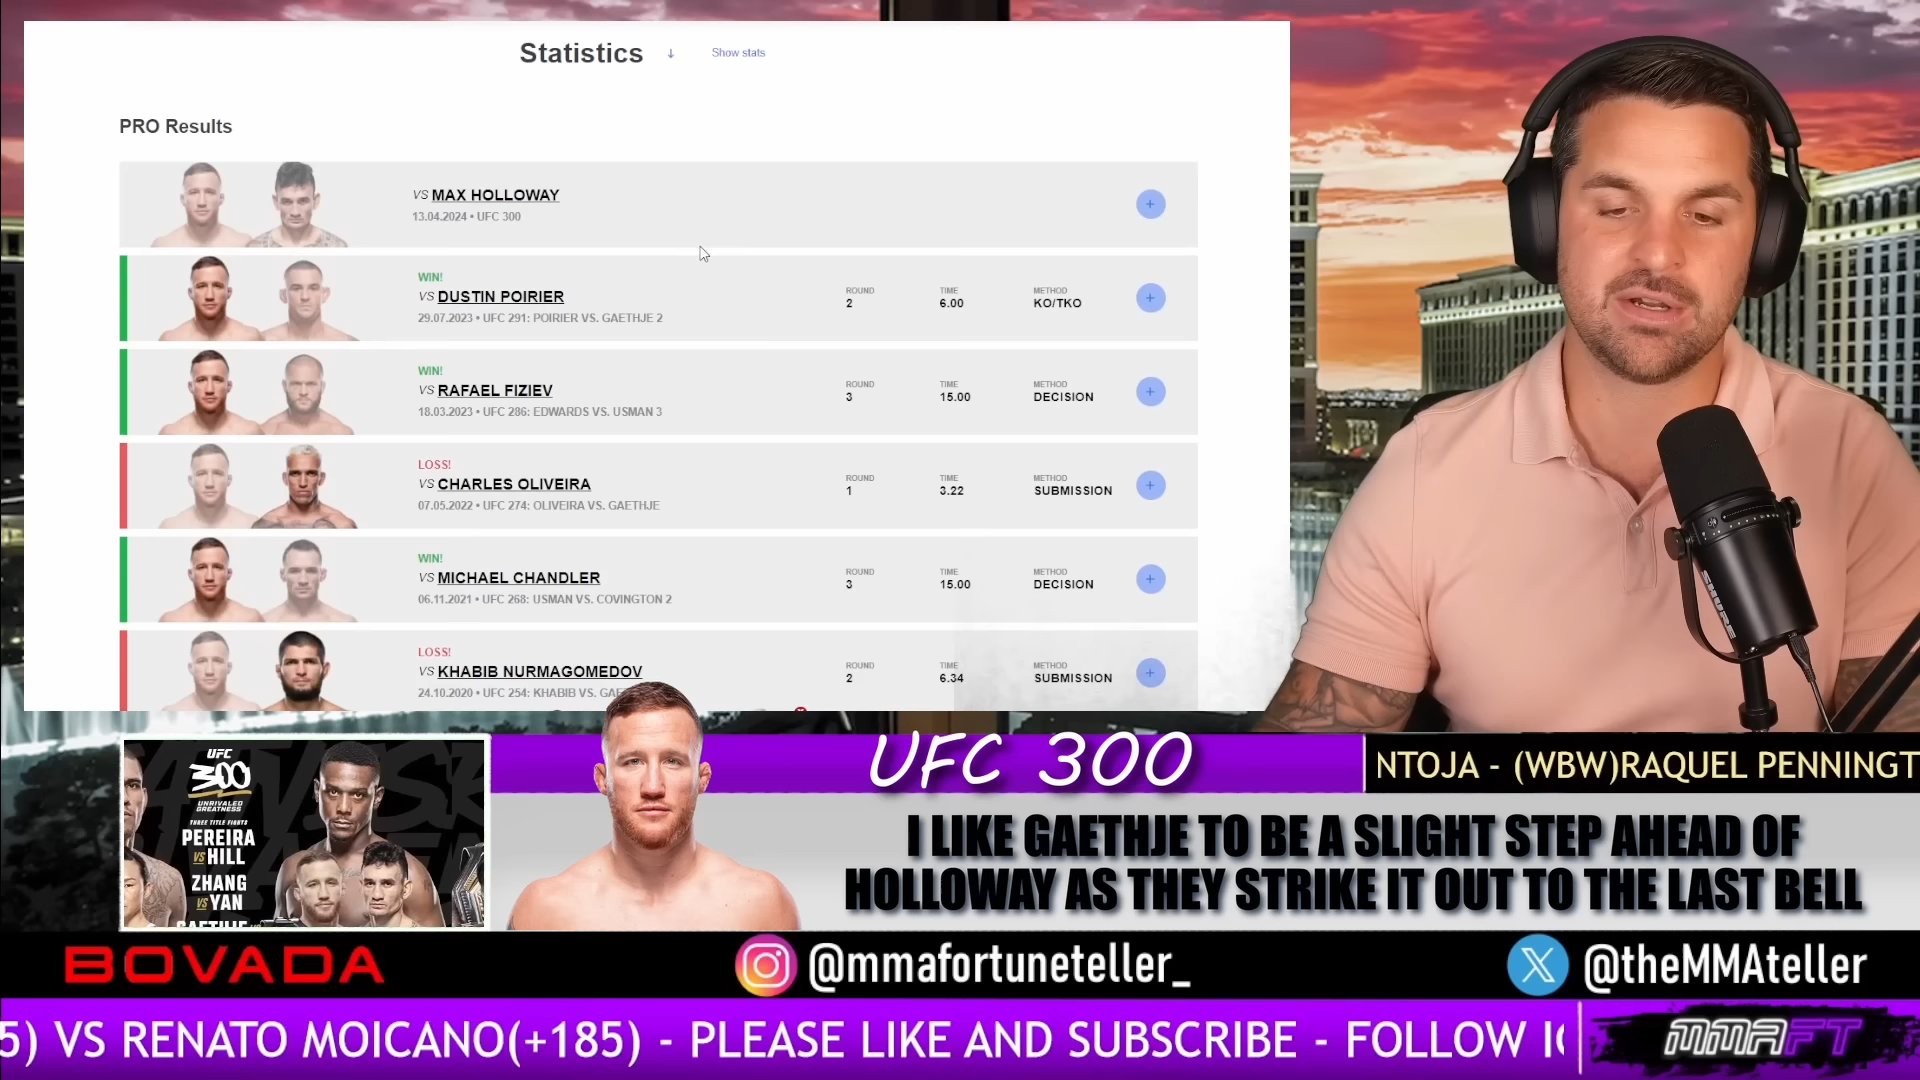 Statistics ↓ Show stats
PRO Results
VS MAX HOLLOWAY
13.04.2024 • UFC 300
WIN!
VS DUSTIN POIRIER
29.07.2023 • UFC 291: POIRIER VS. GAETHJE 2
ROUND TIME METHOD
2 6.00 KO/TKO
WIN!
VS RAFAEL FIZIEV
18.03.2023 • UFC 286: EDWARDS VS. USMAN 3
ROUND TIME METHOD
3 15.00 DECISION
LOSS!
VS CHARLES OLIVEIRA
07.05.2022 • UFC 274: OLIVEIRA VS. GAETHJE
ROUND TIME METHOD
1 3.22 SUBMISSION
WIN!
VS MICHAEL CHANDLER
06.11.2021 • UFC 268: USMAN VS. COVINGTON 2
ROUND TIME METHOD
3 15.00 DECISION
LOSS!
VS KHABIB NURMAGOMEDOV
24.10.2020 • UFC 254: KHABIB VS. GAE
ROUND TIME METHOD
2 6.34 SUBMISSION
SHURE
UFC
300
UNRIVALED
GREATNESS
THREE TITLE FIGHTS
PEREIRA
VS HILL
ZHANG
VS YAN
UFC 300
NTOJA - (WBW)RAQUEL PENNINGT
I LIKE GAETHJE TO BE A SLIGHT STEP AHEAD OF
HOLLOWAY AS THEY STRIKE IT OUT TO THE LAST BELL
BOVADA
@mmafortuneteller_
@theMMAteller
5) VS RENATO MOICANO(+185) - PLEASE LIKE AND SUBSCRIBE - FOLLOW
MMAFT